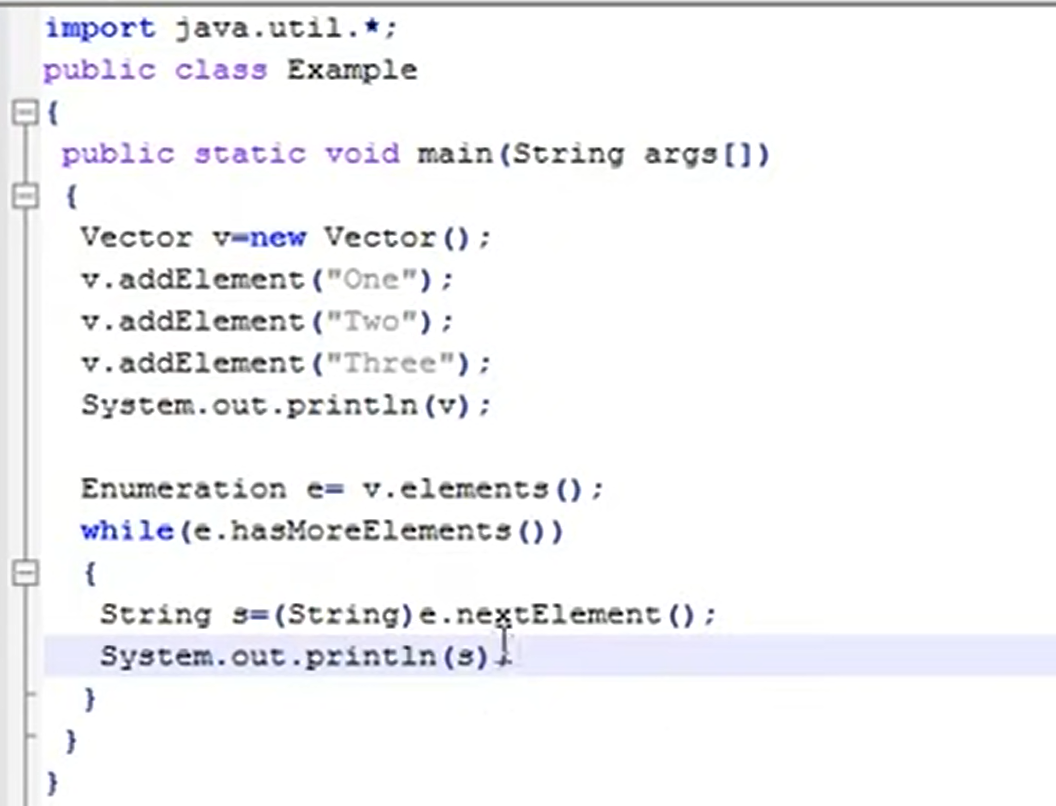 import java.util.*;
public class Example
{
public static void main(String args[])
{
Vector v=new Vector();
v.addElement("One");
v.addElement("Two");
v.addElement("Three");
System.out.println(v);
Enumeration e= v.elements();
while(e.hasMoreElements())
{
String s=(String)e.nextElement();
System.out.println(s);
}
}
}